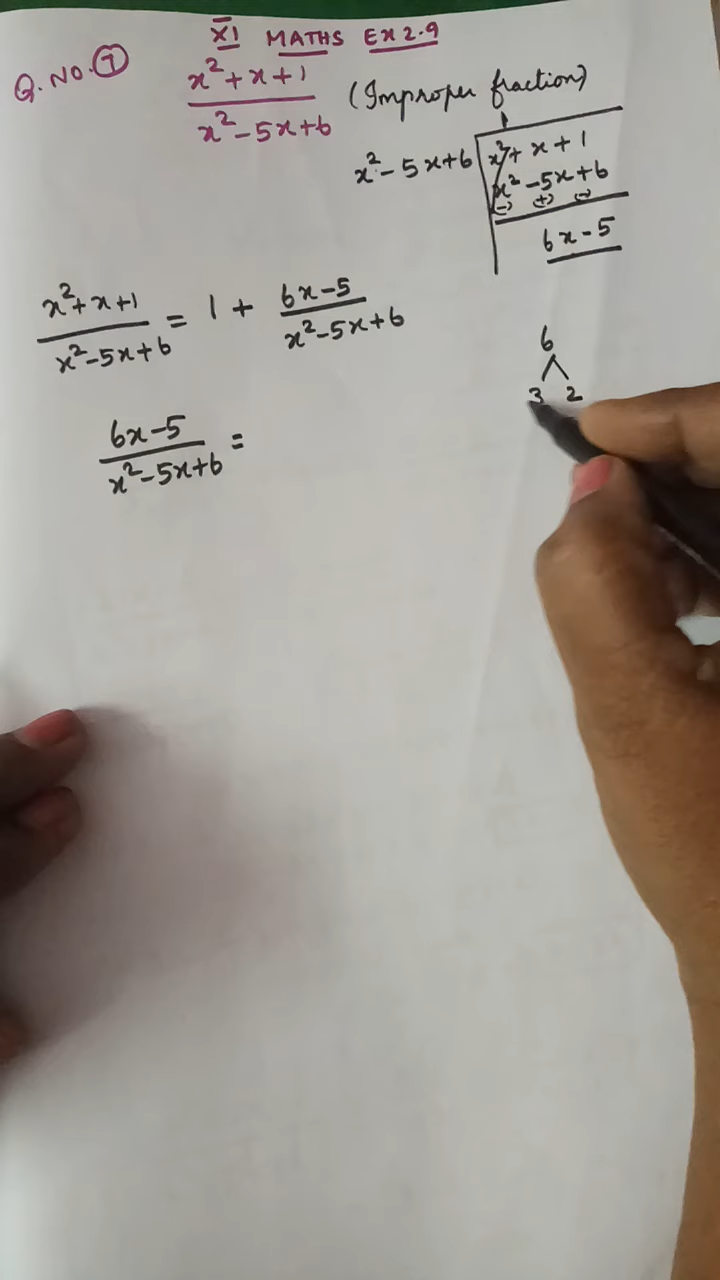 XI MATHS Ex 2.9
Q. NO. 7
x² + x + 1 / x² - 5x + 6 (Improper fraction)
1
x² - 5x + 6 | x² + x + 1
x² - 5x + 6
(-) (+) (-)
6x - 5
x² + x + 1 / x² - 5x + 6 = 1 + 6x - 5 / x² - 5x + 6
6
3 2
6x - 5 / x² - 5x + 6 =